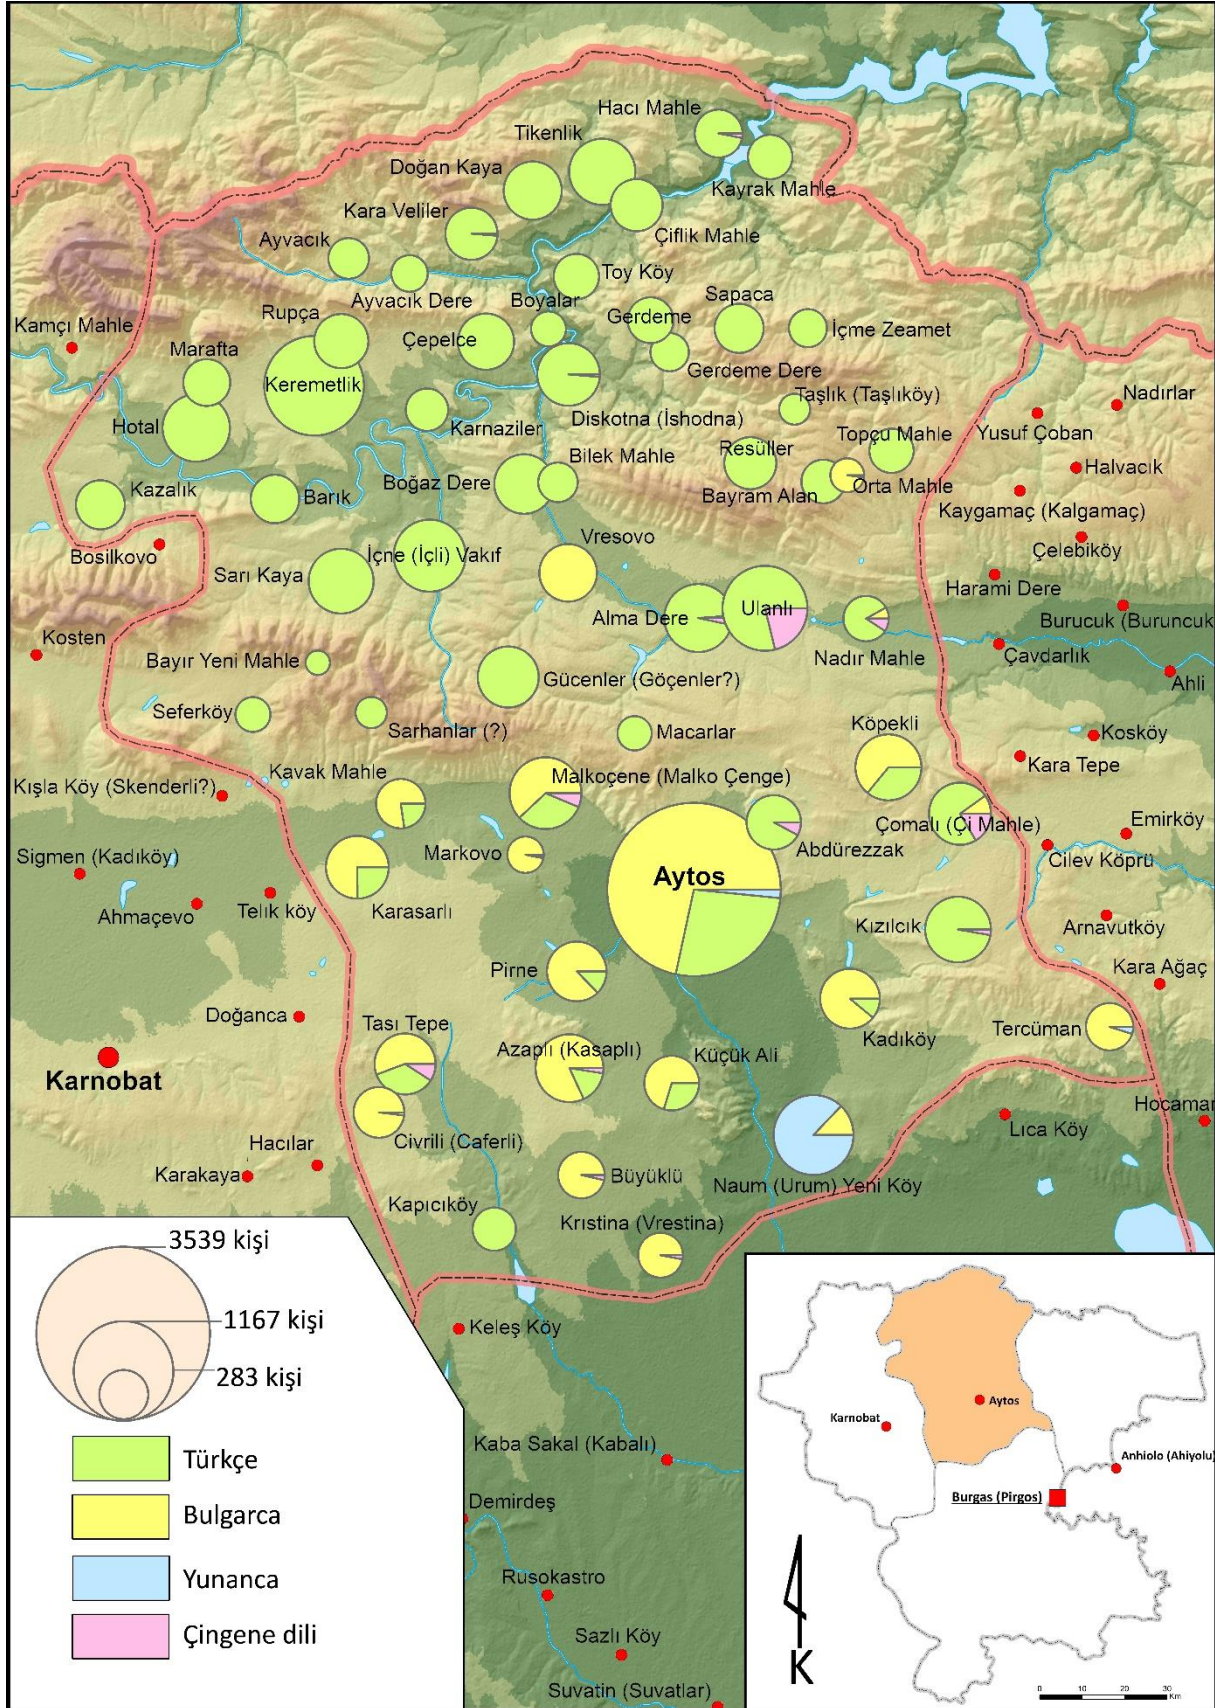 Hacı Mahle
Tikenlik
Doğan Kaya
Kayrak Mahle
Kara Veliler
Çiflik Mahle
Ayvacık
Toy Köy
Ayvacık Dere
Sapaca
Boyalar
Rupça
Gerdeme
İçme Zeamet
Kamçı Mahle
Çepelce
Marafta
Gerdeme Dere
Keremetlik
Taşlık (Taşlıköy)
Nadırlar
Diskotna (İshodna)
Hotal
Karnaziler
Yusuf Çoban
Topçu Mahle
Resüller
Bilek Mahle
Halvacık
Boğaz Dere
Orta Mahle
Kazalık
Barık
Bayram Alan
Kaygamaç (Kalgamaç)
Vresovo
Çelebiköy
Bosilkovo
İçne (İçli) Vakıf
Sarı Kaya
Harami Dere
Ulanlı
Alma Dere
Burucuk (Buruncuk
Kosten
Nadır Mahle
Çavdarlık
Bayır Yeni Mahle
Gücenler (Göçenler?)
Ahli
Seferköy
Sarhanlar (?)
Macarlar
Köpekli
Kosköy
Kara Tepe
Kavak Mahle
Malkoçene (Malko Çenge)
Kışla Köy (Skenderli?)
Çomalı (Çi Mahle)
Emirköy
Abdürezzak
Markovo
Cilev Köprü
Sigmen (Kadıköy)
Aytos
Karasarlı
Telık köy
Ahmaçevo
Kızılcık
Arnavutköy
Pirne
Kara Ağaç
Doğanca
Tası Tepe
Kadıköy
Tercüman
Azaplı (Kasaplı)
Küçük Ali
Karnobat
Hocamar
Lıca Köy
Civrili (Caferli)
Hacılar
Karakaya
Büyüklü
Naum (Urum) Yeni Köy
Kapıcıköy
Krıstina (Vrestina)
3539 kişi
1167 kişi
283 kişi
Türkçe
Bulgarca
Yunanca
Çingene dili
Keleş Köy
Kaba Sakal (Kabalı)
Demirdeş
Rusokastro
Sazlı Köy
Suvatin (Suvatlar)
Aytos
Karnobat
Anhiolo (Ahiyolu)
Burgas (Pirgos)
K
0 10 20 30
Km